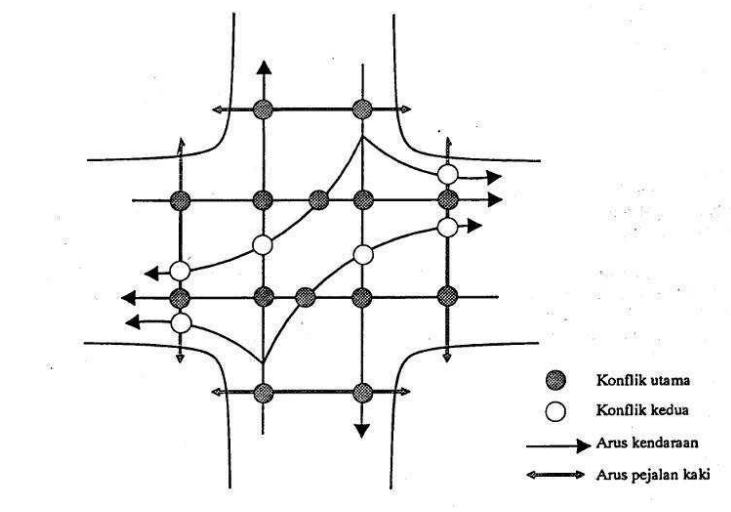 Konflik utama
Konflik kedua
Arus kendaraan
Arus pejalan kaki